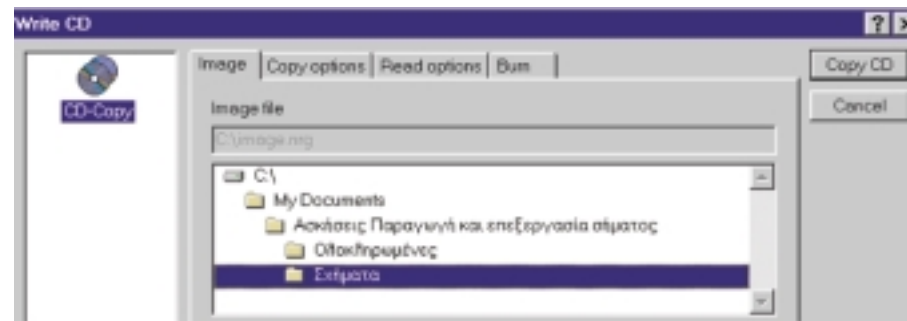 Write CD
Image Copy options Read options Burn
Copy CD
Cancel
CD-Copy
Image file
C:\image.nrg
C:\
My Documents
Ασκήσεις Παραγωγή και επεξεργασία σήματος
Ολοκληρωμένες
Σχήματα